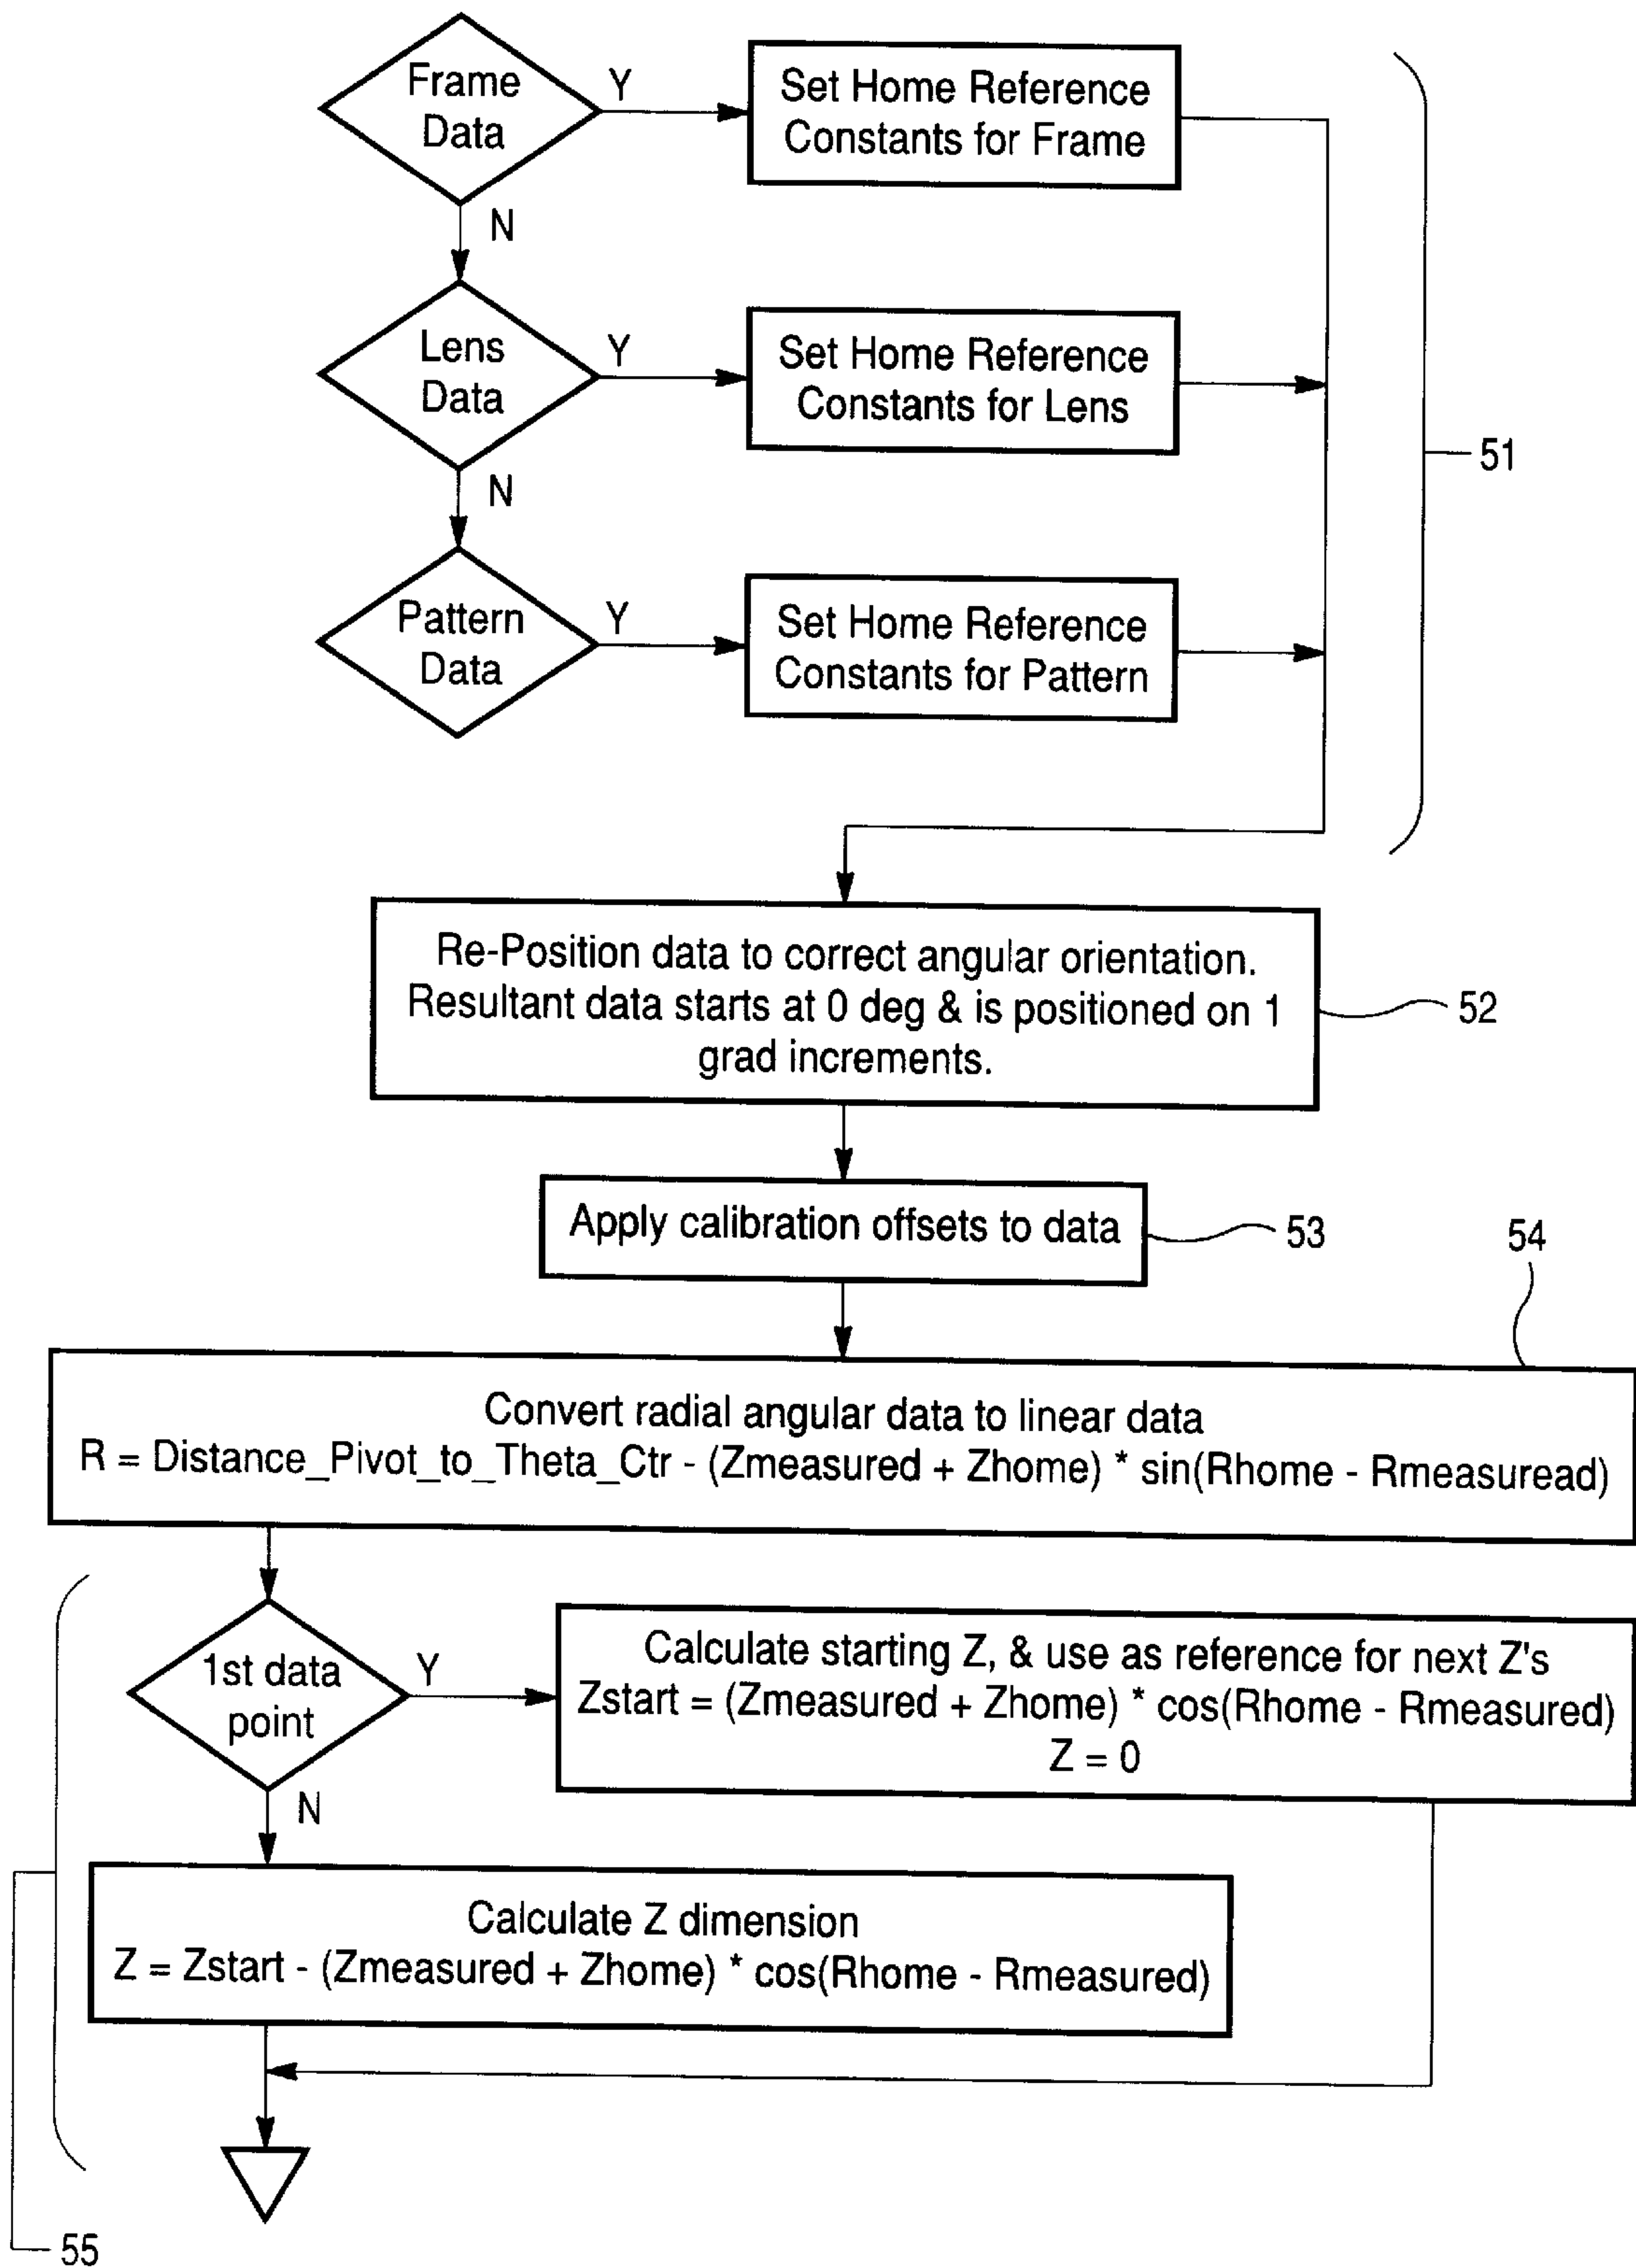 Frame
Data
Y
Set Home Reference
Constants for Frame
N
Lens
Data
Y
Set Home Reference
Constants for Lens
51
N
Pattern
Data
Y
Set Home Reference
Constants for Pattern
Re-Position data to correct angular orientation.
Resultant data starts at 0 deg & is positioned on 1
grad increments.
52
Apply calibration offsets to data
53
54
Convert radial angular data to linear data
R = Distance_Pivot_to_Theta_Ctr - (Zmeasured + Zhome) * sin(Rhome - Rmeasuread)
1st data
point
Y
Calculate starting Z, & use as reference for next Z's
Zstart = (Zmeasured + Zhome) * cos(Rhome - Rmeasured)
Z = 0
N
Calculate Z dimension
Z = Zstart - (Zmeasured + Zhome) * cos(Rhome - Rmeasured)
55